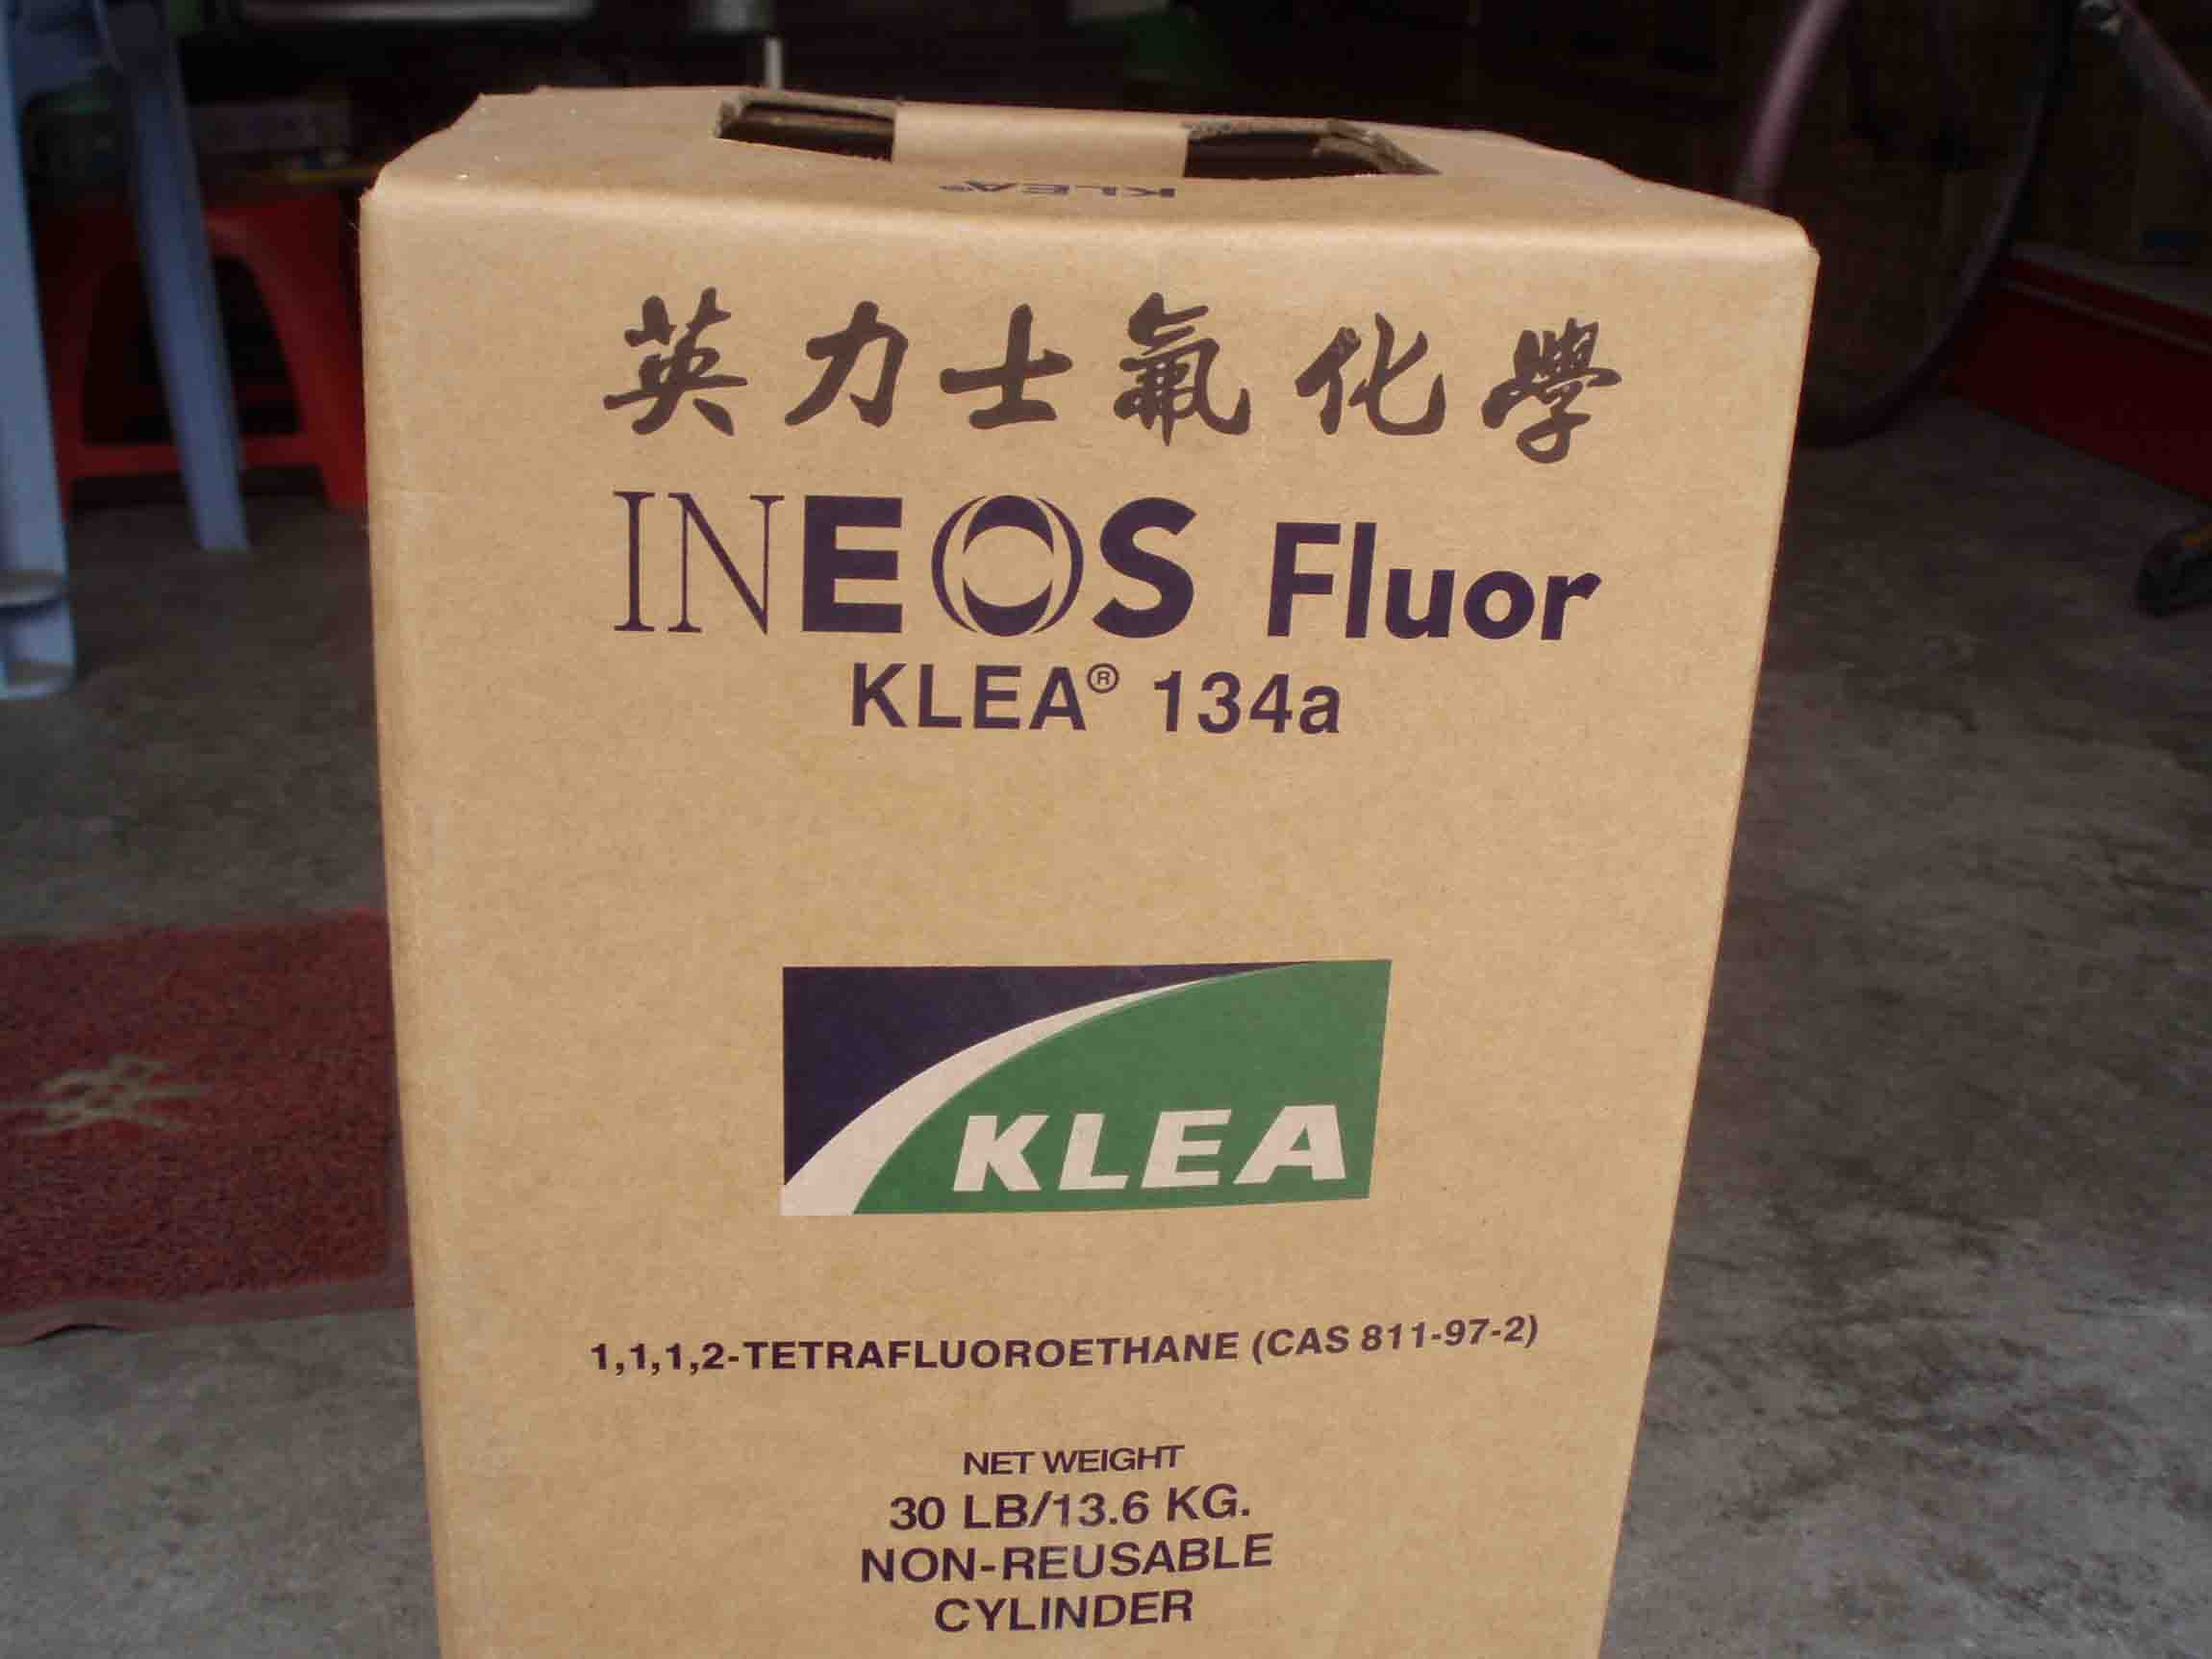 KLEA®
英力士氟化學
INEOS Fluor
KLEA® 134a
KLEA
1,1,1,2-TETRAFLUOROETHANE (CAS 811-97-2)
NET WEIGHT
30 LB/13.6 KG.
NON-REUSABLE
CYLINDER